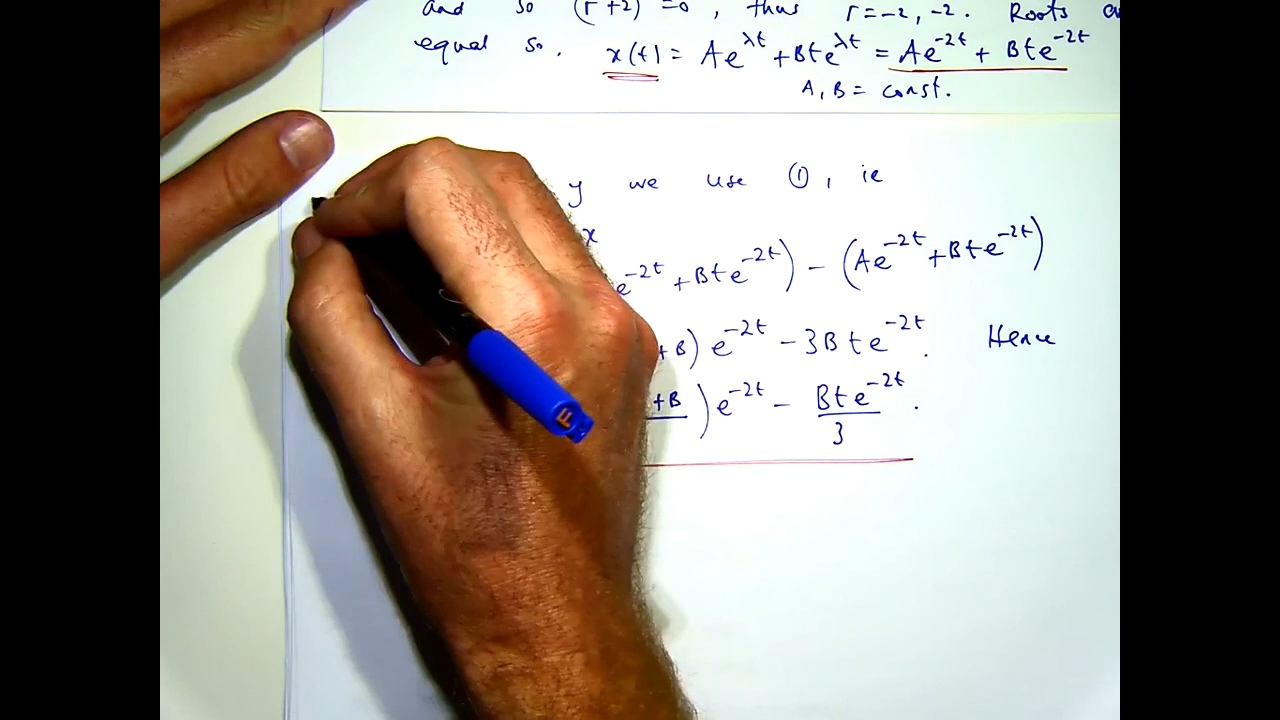 and so (r+2) = 0, thus r = -2, -2. Roots
equal so. x(t) = Ae^{λt} + Bte^{λt} = Ae^{-2t} + Bte^{-2t}
A, B = const.
y we use ①, ie
x
e^{-2t} + Bte^{-2t}) - (Ae^{-2t} + Bte^{-2t})
+B) e^{-2t} - 3Bte^{-2t}. Hence
+B) e^{-2t} - Bte^{-2t}/3.
F